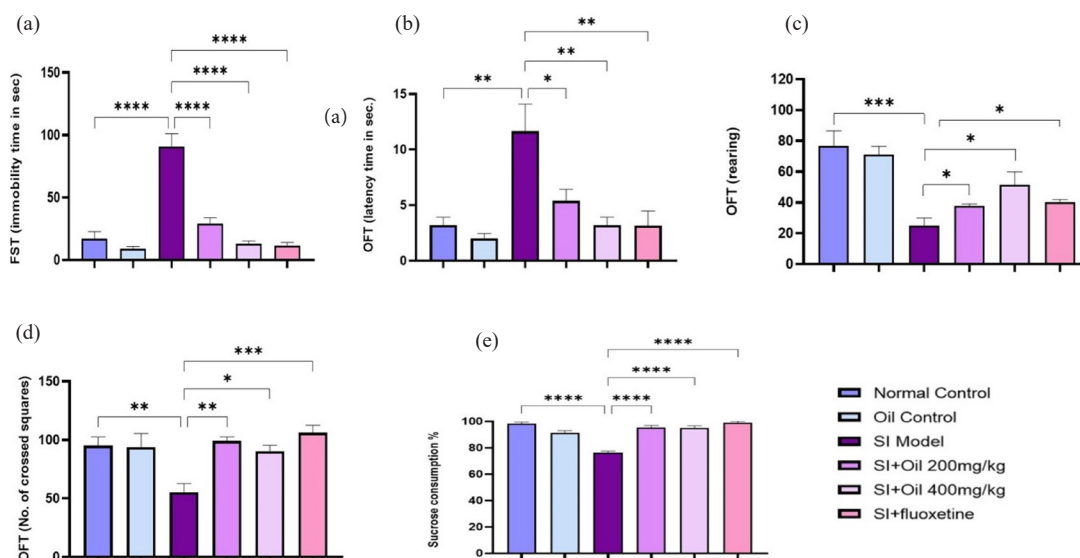 (a)
FST (immobility time in sec)
150
100
50
0
****
****
****
****
(b)
(a)
OFT (latency time in sec.)
15
10
5
0
**
**
**
*
(c)
OFT (rearing)
120
100
80
60
40
20
0
***
*
*
*
(d)
OFT (No. of crossed squares)
150
100
50
0
***
*
**
**
(e)
Sucrose consumption %
100
80
60
40
20
0
****
****
****
****
Normal Control
Oil Control
SI Model
SI+Oil 200mg/kg
SI+Oil 400mg/kg
SI+fluoxetine